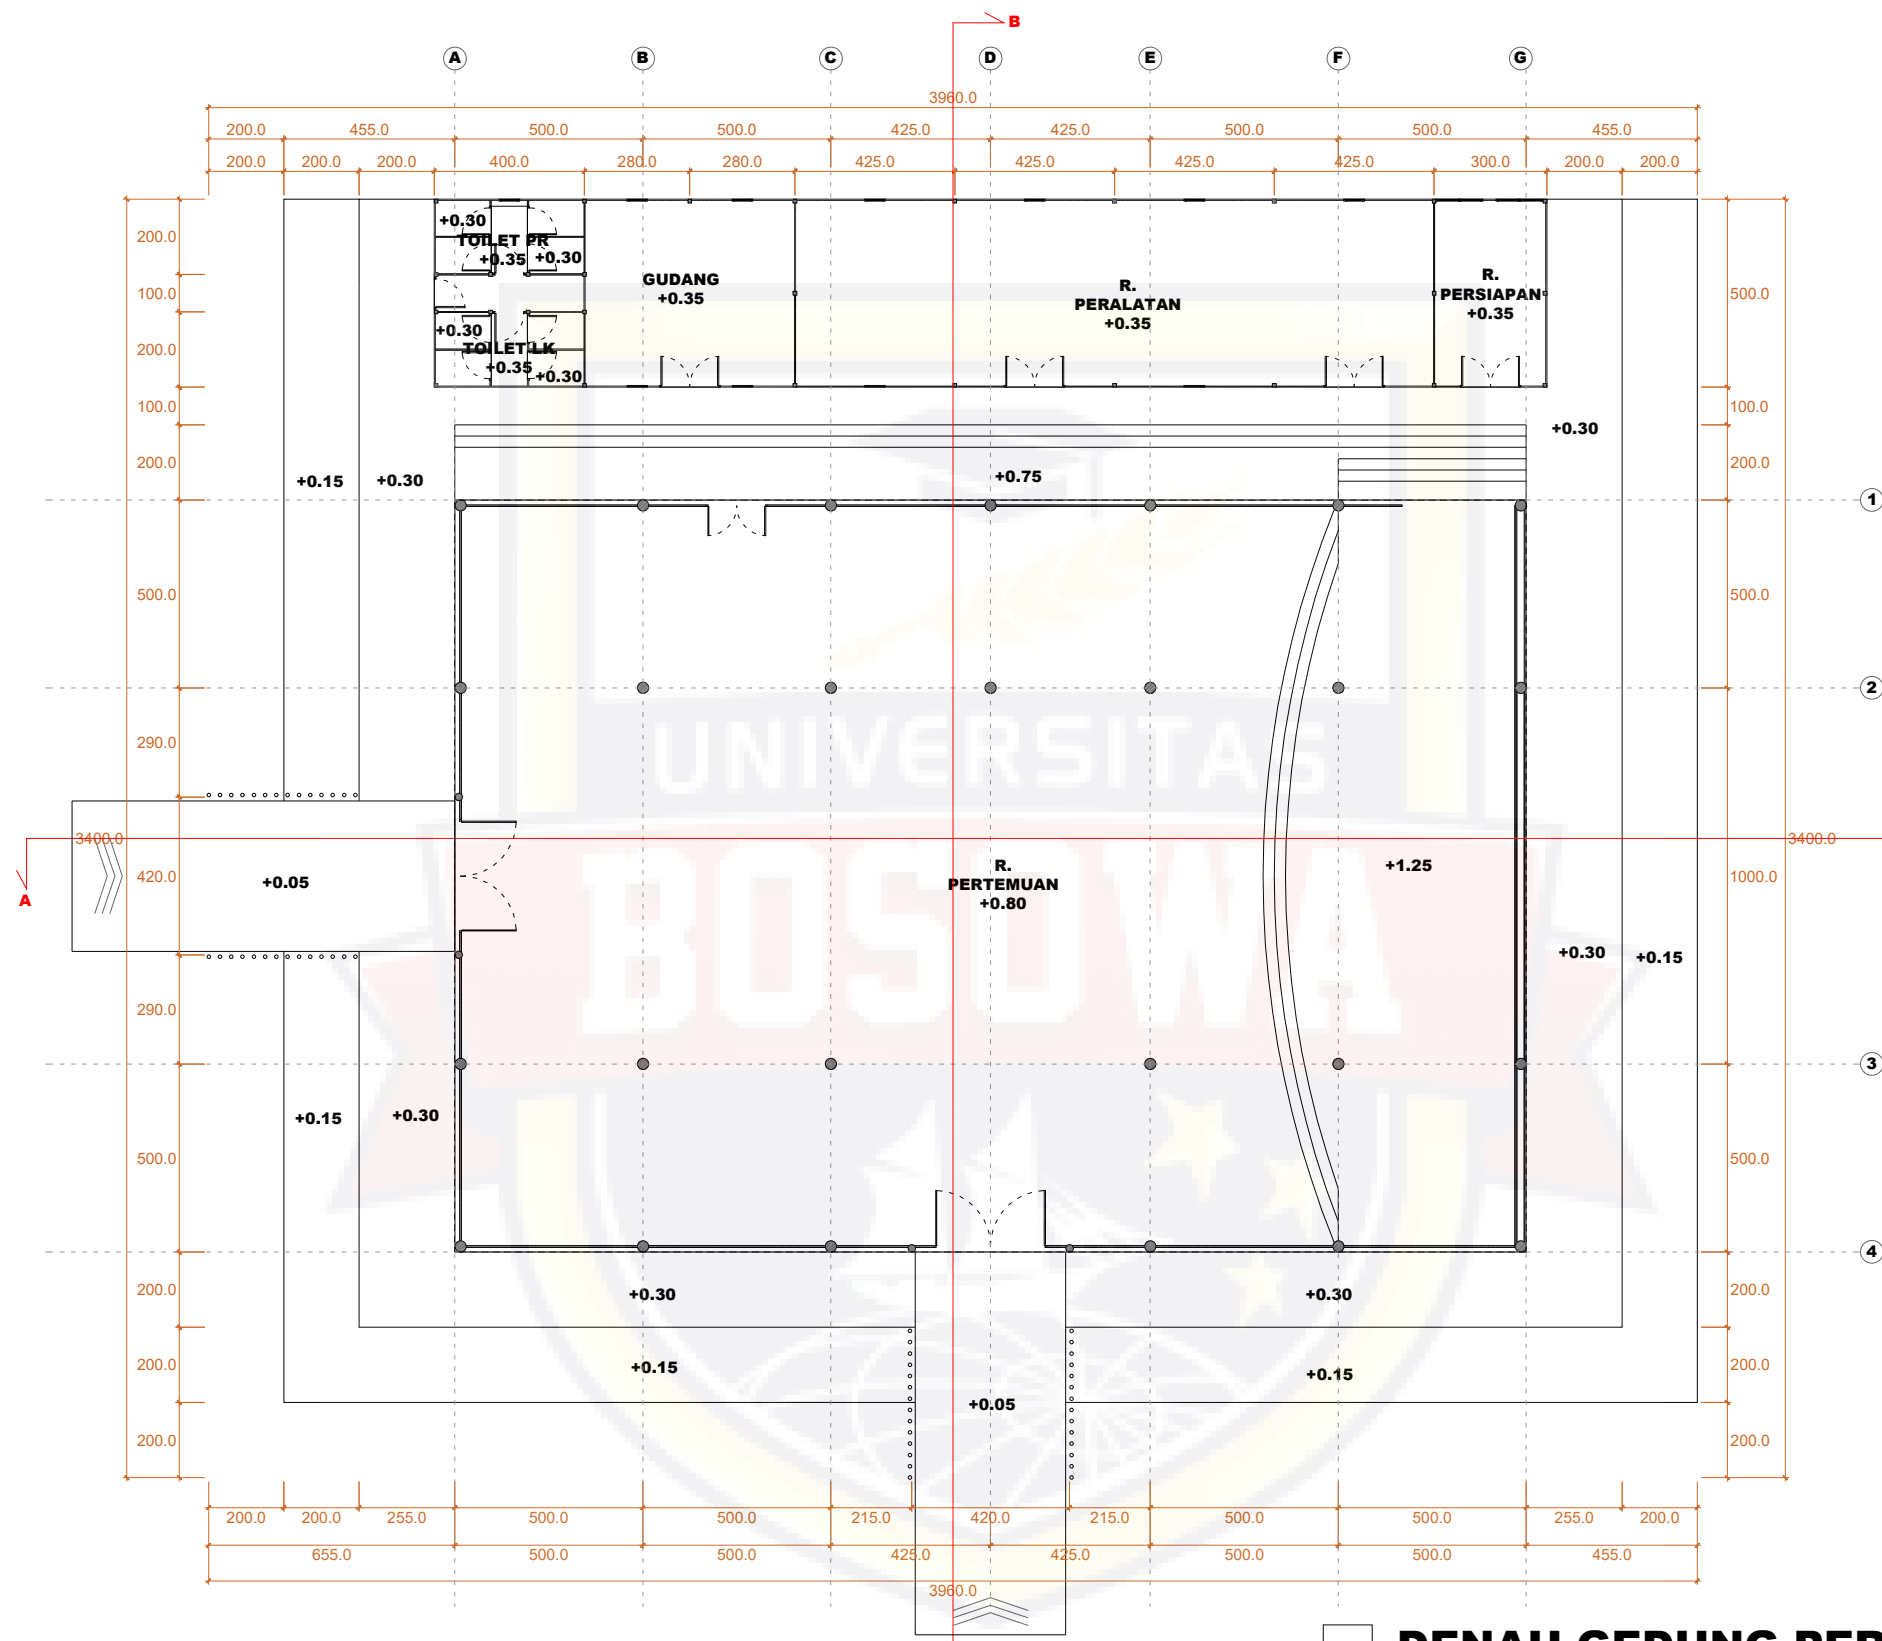 B
A B C D E F G
3960.0
200.0 455.0 500.0 500.0 425.0 425.0 500.0 500.0 455.0
200.0 200.0 200.0 400.0 280.0 280.0 425.0 425.0 425.0 425.0 300.0 200.0 200.0
200.0
100.0
200.0
100.0
200.0
500.0
290.0
3400.0
420.0
290.0
500.0
200.0
200.0
200.0
+0.30
TOILET PR
+0.35
+0.30
+0.30
TOILET LK
+0.35
+0.30
GUDANG
+0.35
R.
PERALATAN
+0.35
R.
PERSIAPAN
+0.35
500.0
100.0
200.0
500.0
3400.0
1000.0
500.0
200.0
200.0
200.0
+0.30
+0.15 +0.30
+0.75
1
2
3
4
UNIVERSITAS
BOSOWA
A
+0.05
R.
PERTEMUAN
+0.80
+1.25
+0.30 +0.15
+0.15 +0.30
+0.30 +0.30
+0.15 +0.15
+0.05
200.0 200.0 255.0 500.0 500.0 215.0 420.0 215.0 500.0 500.0 255.0 200.0
655.0 500.0 500.0 425.0 425.0 500.0 500.0 455.0
3960.0
DENAH GEDUNG PER